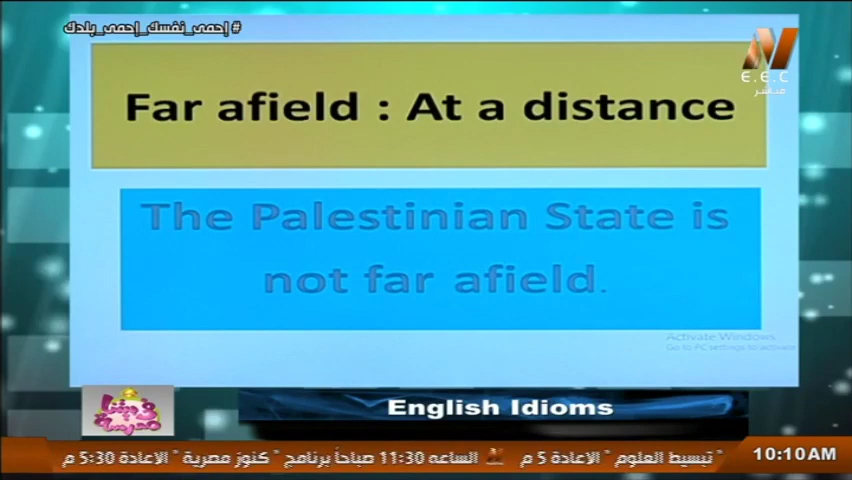 #إحمى_نفسك_إحمى_بلدك
E.E.C
مباشر
Far afield : At a distance
The Palestinian State is
not far afield.
Activate Windows
Go to PC settings to activate
مدرستنا
English Idioms
" تبسيط العلوم " الاعادة 5 م الساعه 11:30 صباحاً برنامج " كنوز مصرية " الاعادة 5:30 م
10:10AM